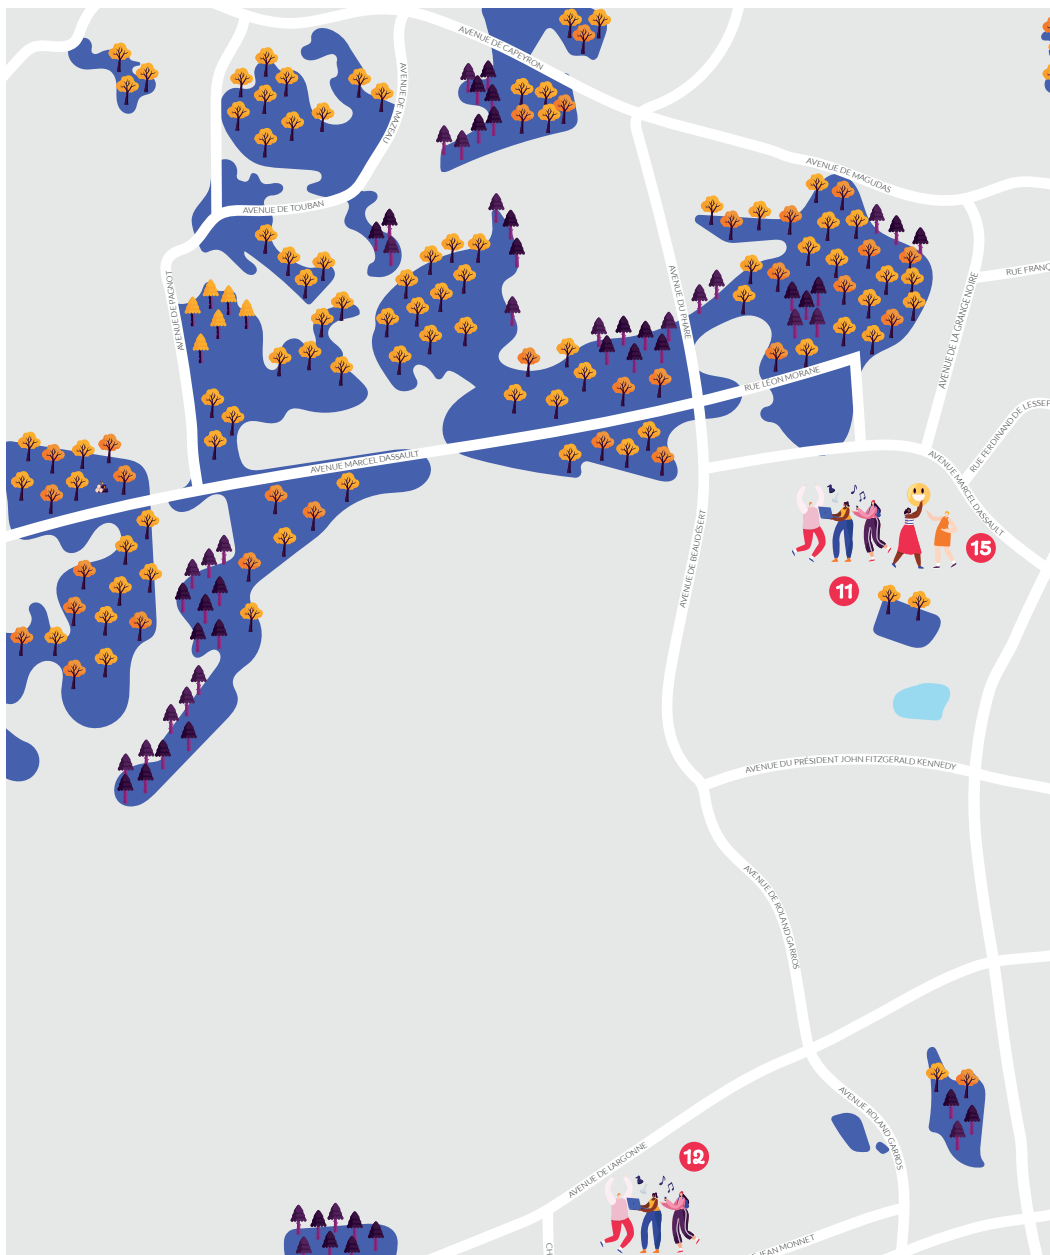 AVENUE DE CAPEYRON
AVENUE DE MAZEAU
AVENUE DE MAGUDAS
AVENUE DE TOUBAN
AVENUE DE PAGNOT
AVENUE DU PHARE
AVENUE DE LA GRANGE NOIRE
RUE FRANÇ
RUE LÉON MORANE
RUE FERDINAND DE LESSEP
AVENUE MARCEL DASSAULT
AVENUE MARCEL DASSAULT
AVENUE DE BEAUDÉSERT
15
11
AVENUE DU PRÉSIDENT JOHN FITZGERALD KENNEDY
AVENUE DE ROLAND GARROS
AVENUE ROLAND GARROS
AVENUE DE L'ARGONNE
12
JEAN MONNET
CH